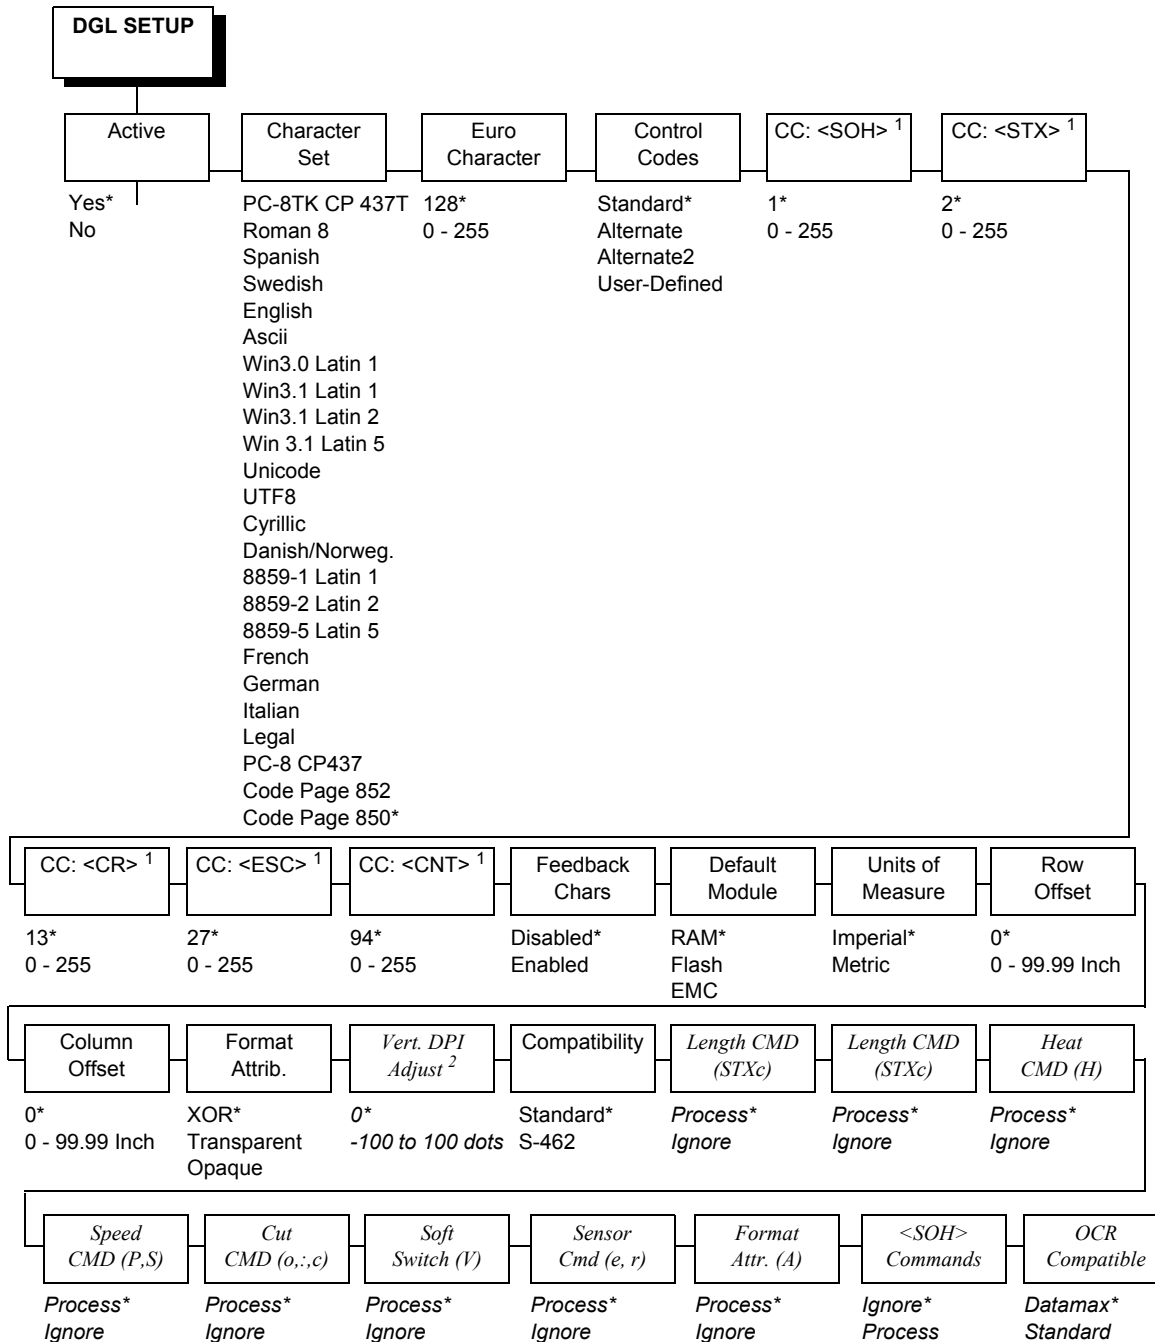 DGL SETUP
Active
Yes*
No
Character
Set
PC-8TK CP 437T
Roman 8
Spanish
Swedish
English
Ascii
Win3.0 Latin 1
Win3.1 Latin 1
Win3.1 Latin 2
Win 3.1 Latin 5
Unicode
UTF8
Cyrillic
Danish/Norweg.
8859-1 Latin 1
8859-2 Latin 2
8859-5 Latin 5
French
German
Italian
Legal
PC-8 CP437
Code Page 852
Code Page 850*
Euro
Character
128*
0 - 255
Control
Codes
Standard*
Alternate
Alternate2
User-Defined
CC: <SOH> 1
1*
0 - 255
CC: <STX> 1
2*
0 - 255
CC: <CR> 1
13*
0 - 255
CC: <ESC> 1
27*
0 - 255
CC: <CNT> 1
94*
0 - 255
Feedback
Chars
Disabled*
Enabled
Default
Module
RAM*
Flash
EMC
Units of
Measure
Imperial*
Metric
Row
Offset
0*
0 - 99.99 Inch
Column
Offset
0*
0 - 99.99 Inch
Format
Attrib.
XOR*
Transparent
Opaque
Vert. DPI
Adjust 2
0*
-100 to 100 dots
Compatibility
Standard*
S-462
Length CMD
(STXc)
Process*
Ignore
Length CMD
(STXc)
Process*
Ignore
Heat
CMD (H)
Process*
Ignore
Speed
CMD (P,S)
Process*
Ignore
Cut
CMD (o,:,c)
Process*
Ignore
Soft
Switch (V)
Process*
Ignore
Sensor
Cmd (e, r)
Process*
Ignore
Format
Attr. (A)
Process*
Ignore
<SOH>
Commands
Ignore*
Process
OCR
Compatible
Datamax*
Standard